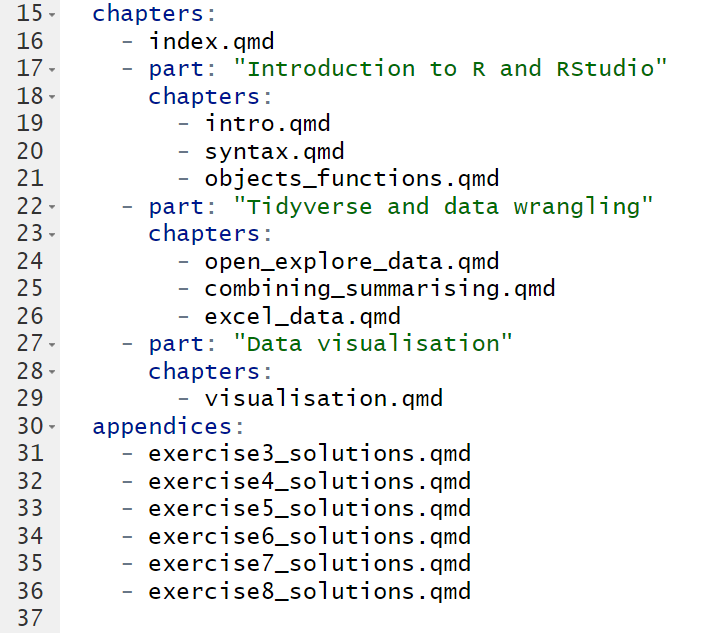 15 chapters:
16 - index.qmd
17 - part: "Introduction to R and RStudio"
18 chapters:
19 - intro.qmd
20 - syntax.qmd
21 - objects_functions.qmd
22 - part: "Tidyverse and data wrangling"
23 chapters:
24 - open_explore_data.qmd
25 - combining_summarising.qmd
26 - excel_data.qmd
27 - part: "Data visualisation"
28 chapters:
29 - visualisation.qmd
30 appendices:
31 - exercise3_solutions.qmd
32 - exercise4_solutions.qmd
33 - exercise5_solutions.qmd
34 - exercise6_solutions.qmd
35 - exercise7_solutions.qmd
36 - exercise8_solutions.qmd
37